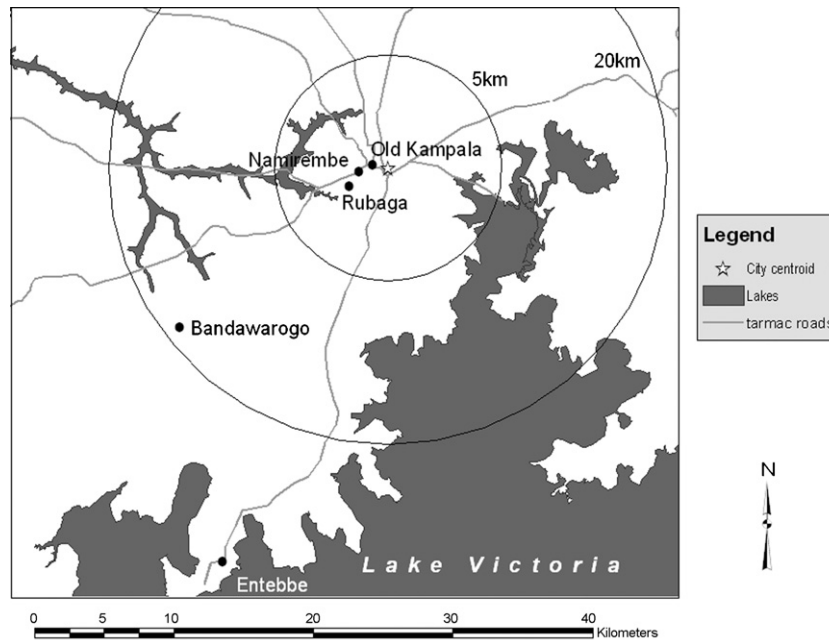 20km
5km
Old Kampala
Namirembe
Rubaga
Bandawarogo
Entebbe
Lake Victoria
Legend
City centroid
Lakes
tarmac roads
N
0 5 10 20 30 40
Kilometers